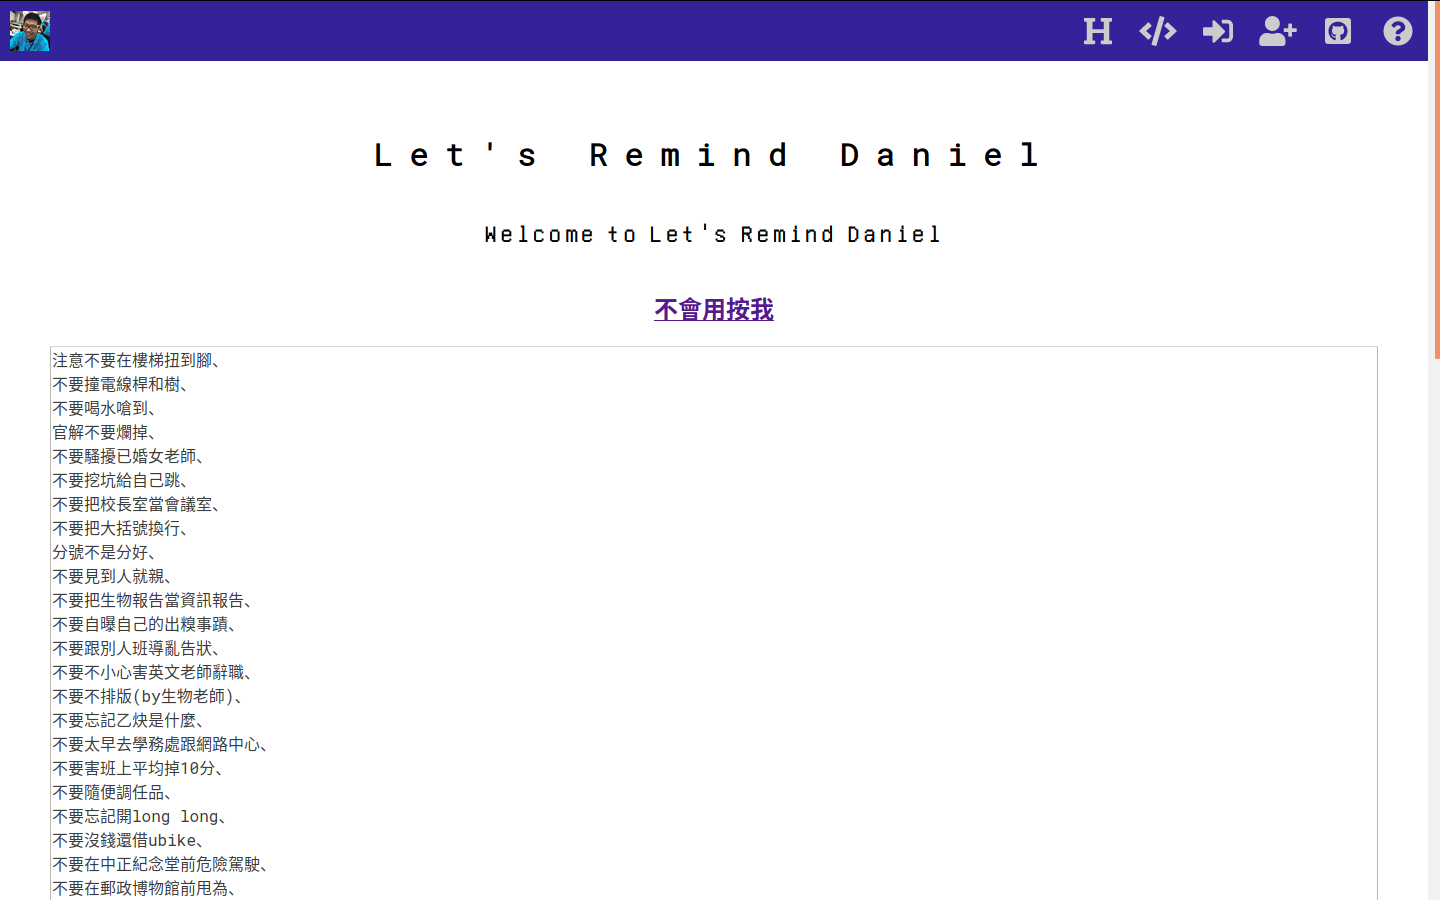 Let's Remind Daniel
Welcome to Let's Remind Daniel
不會用按我
注意不要在樓梯扭到腳、
不要撞電線桿和樹、
不要喝水嗆到、
官解不要爛掉、
不要騷擾已婚女老師、
不要挖坑給自己跳、
不要把校長室當會議室、
不要把大括號換行、
分號不是分好、
不要見到人就親、
不要把生物報告當資訊報告、
不要自曝自己的出糗事蹟、
不要跟別人班導亂告狀、
不要不小心害英文老師辭職、
不要不排版(by生物老師)、
不要忘記乙炔是什麼、
不要太早去學務處跟網路中心、
不要害班上平均掉10分、
不要隨便調任品、
不要忘記開long long、
不要沒錢還借ubike、
不要在中正紀念堂前危險駕駛、
不要在郵政博物館前甩為、